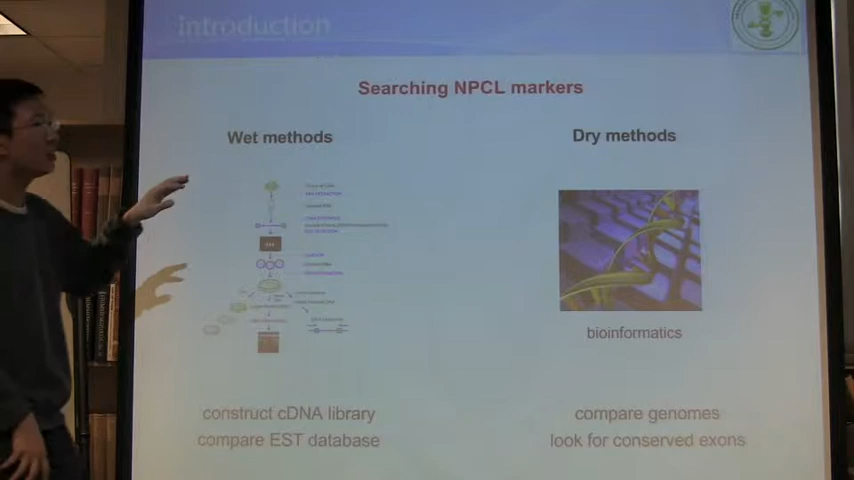 introduction
Searching NPCL markers
Wet methods
Dry methods
bioinformatics
construct cDNA library
compare EST database
compare genomes
look for conserved exons